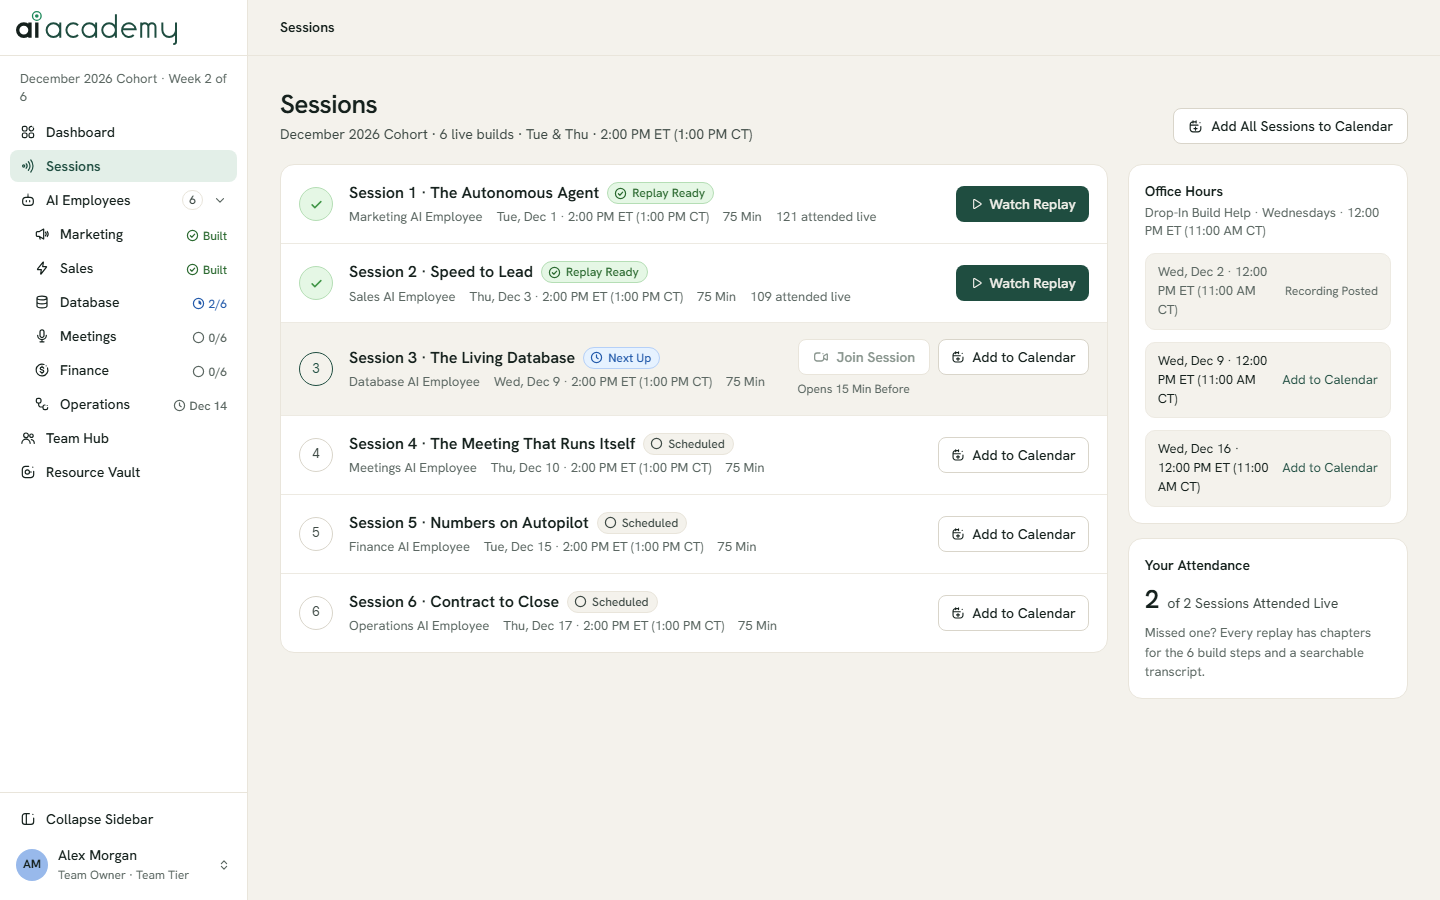 ai academy
December 2026 Cohort · Week 2 of
6
Dashboard
Sessions
AI Employees 6
Marketing Built
Sales Built
Database 2/6
Meetings 0/6
Finance 0/6
Operations Dec 14
Team Hub
Resource Vault
Collapse Sidebar
AM
Alex Morgan
Team Owner · Team Tier
Sessions
Sessions
December 2026 Cohort · 6 live builds · Tue & Thu · 2:00 PM ET (1:00 PM CT)
Add All Sessions to Calendar
Session 1 · The Autonomous Agent Replay Ready
Marketing AI Employee Tue, Dec 1 · 2:00 PM ET (1:00 PM CT) 75 Min 121 attended live
Watch Replay
Session 2 · Speed to Lead Replay Ready
Sales AI Employee Thu, Dec 3 · 2:00 PM ET (1:00 PM CT) 75 Min 109 attended live
Watch Replay
3
Session 3 · The Living Database Next Up
Database AI Employee Wed, Dec 9 · 2:00 PM ET (1:00 PM CT) 75 Min
Join Session
Opens 15 Min Before
Add to Calendar
4
Session 4 · The Meeting That Runs Itself Scheduled
Meetings AI Employee Thu, Dec 10 · 2:00 PM ET (1:00 PM CT) 75 Min
Add to Calendar
5
Session 5 · Numbers on Autopilot Scheduled
Finance AI Employee Tue, Dec 15 · 2:00 PM ET (1:00 PM CT) 75 Min
Add to Calendar
6
Session 6 · Contract to Close Scheduled
Operations AI Employee Thu, Dec 17 · 2:00 PM ET (1:00 PM CT) 75 Min
Add to Calendar
Office Hours
Drop-In Build Help · Wednesdays · 12:00
PM ET (11:00 AM CT)
Wed, Dec 2 · 12:00
PM ET (11:00 AM
CT)
Recording Posted
Wed, Dec 9 · 12:00
PM ET (11:00 AM
CT)
Add to Calendar
Wed, Dec 16 ·
12:00 PM ET (11:00
AM CT)
Add to Calendar
Your Attendance
2 of 2 Sessions Attended Live
Missed one? Every replay has chapters
for the 6 build steps and a searchable
transcript.